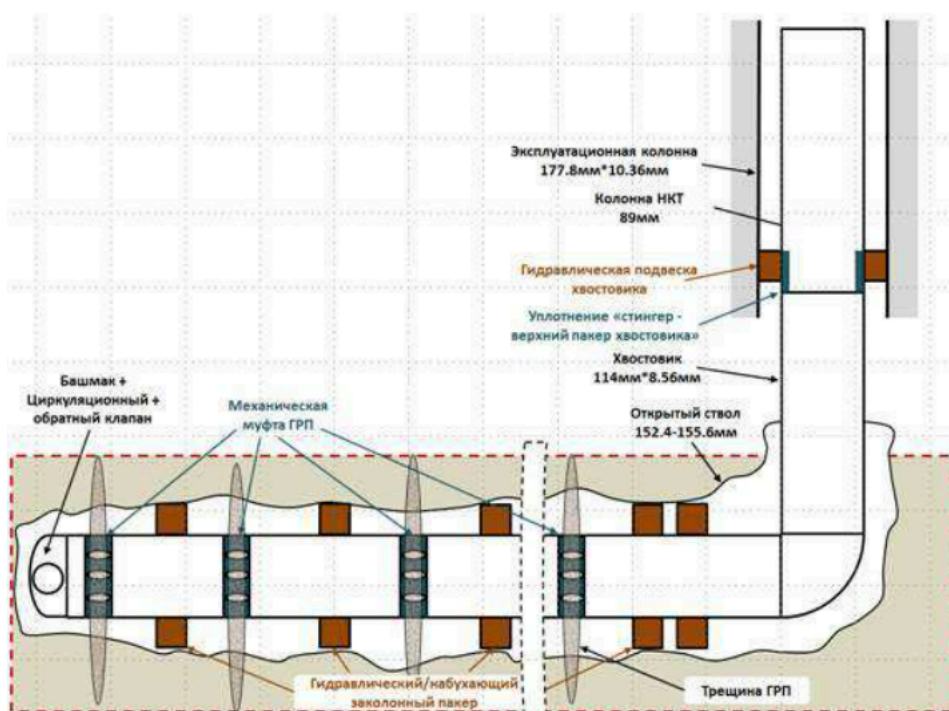 Эксплуатационная колонна
177.8мм*10.36мм
Колонна НКТ
89мм
Гидравлическая подвеска
хвостовика
Уплотнение «стингер -
верхний пакер хвостовика»
Хвостовик
114мм*8.56мм
Открытый ствол
152.4-155.6мм
Башмак +
Циркуляционный +
обратный клапан
Механическая
муфта ГРП
Гидравлический/набухающий
заколонный пакер
Трещина ГРП